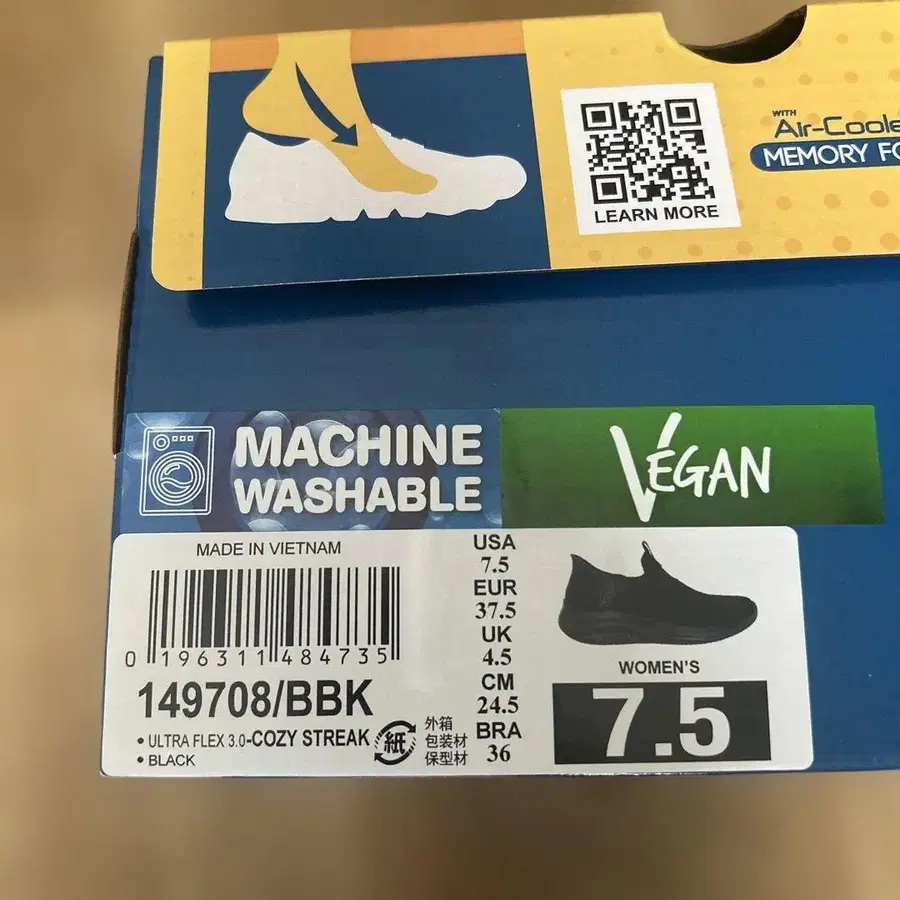 WITH
Air-Coole
MEMORY FO
LEARN MORE
MACHINE
WASHABLE
VEGAN
MADE IN VIETNAM
0 196311 484735
149708/BBK
• ULTRA FLEX 3.0-COZY STREAK
• BLACK
紙
外箱
包装材
保型材
USA
7.5
EUR
37.5
UK
4.5
CM
24.5
BRA
36
WOMEN'S
7.5